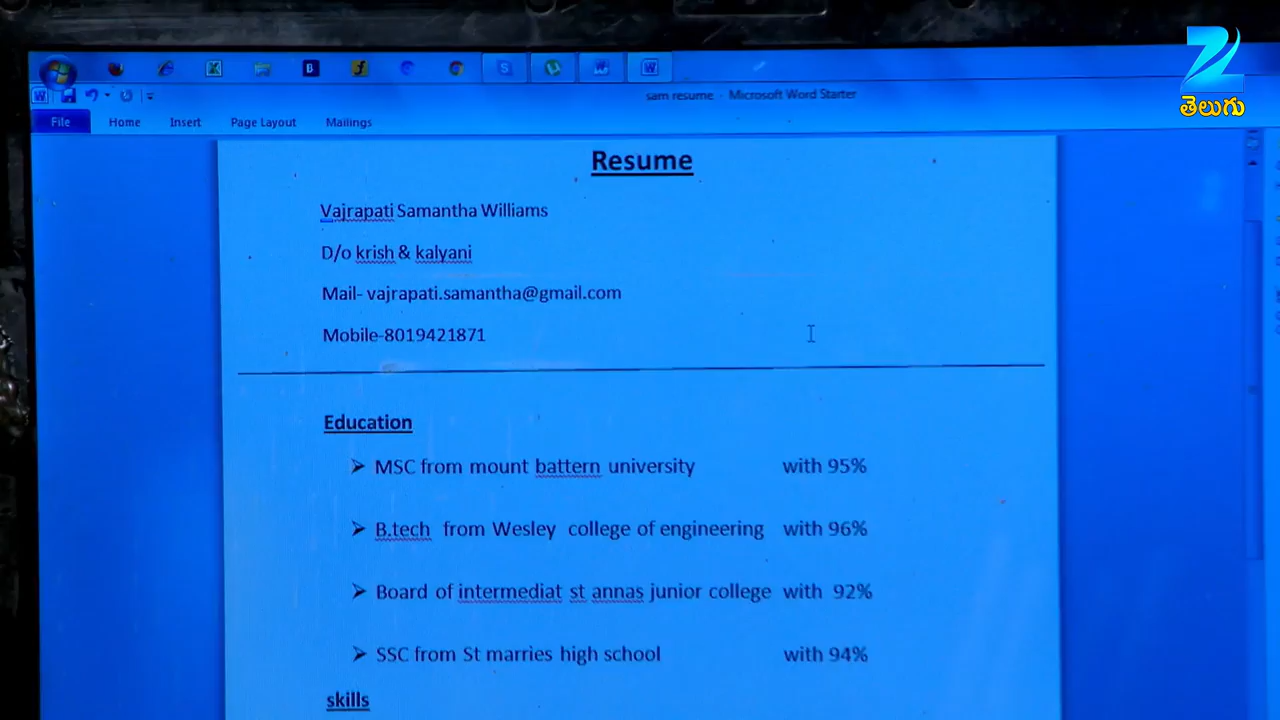 తెలుగు
sam resume - Microsoft Word Starter
File Home Insert Page Layout Mailings
Resume
Vajrapati Samantha Williams
D/o krish & kalyani
Mail- vajrapati.samantha@gmail.com
Mobile-8019421871
Education
MSC from mount battern university with 95%
B.tech from Wesley college of engineering with 96%
Board of intermediat st annas junior college with 92%
SSC from St marries high school with 94%
skills